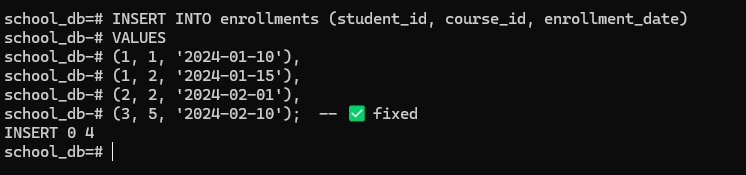 school_db=# INSERT INTO enrollments (student_id, course_id, enrollment_date)
school_db-# VALUES
school_db-# (1, 1, '2024-01-10'),
school_db-# (1, 2, '2024-01-15'),
school_db-# (2, 2, '2024-02-01'),
school_db-# (3, 5, '2024-02-10');  -- ✅ fixed
INSERT 0 4
school_db=#